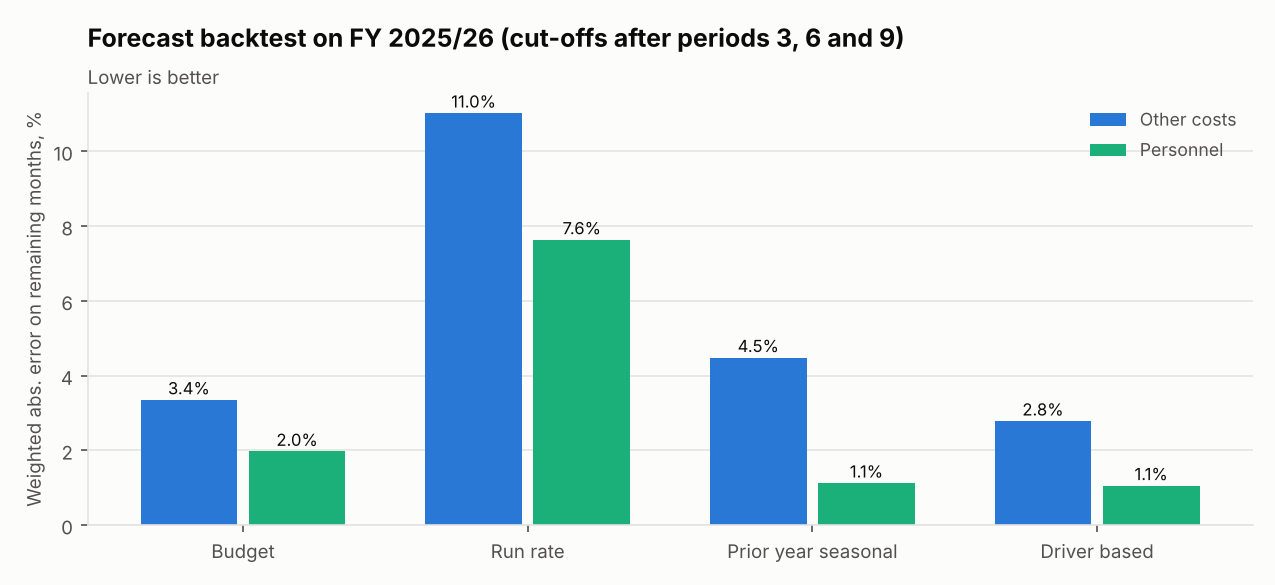 Forecast backtest on FY 2025/26 (cut-offs after periods 3, 6 and 9)
Lower is better
Weighted abs. error on remaining months, %
Other costs
Personnel
10
8
6
4
2
0
3.4%
2.0%
11.0%
7.6%
4.5%
1.1%
2.8%
1.1%
Budget
Run rate
Prior year seasonal
Driver based